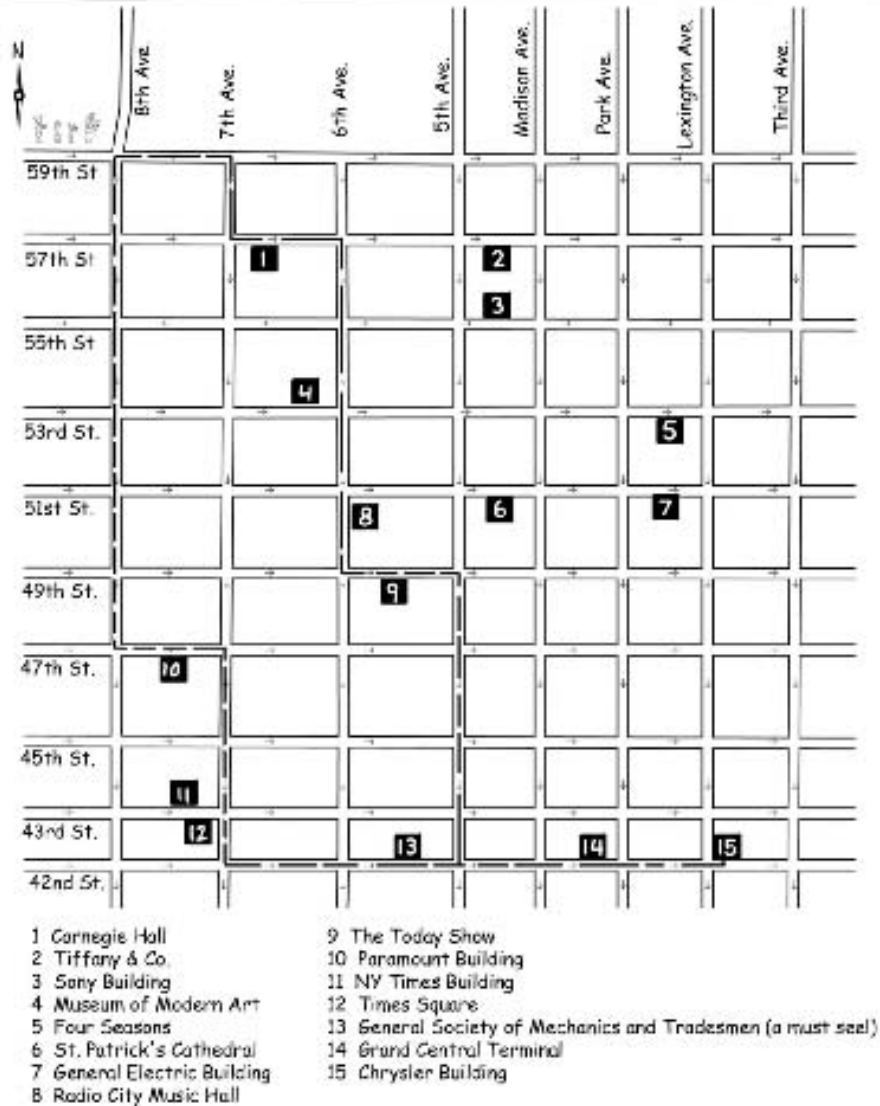 N
8th Ave.
7th Ave.
6th Ave.
5th Ave.
Madison Ave.
Park Ave.
Lexington Ave.
Third Ave.
59th St.
57th St
1
2
3
55th St
4
53rd St.
5
51st St.
8
6
7
49th St.
9
47th St.
10
45th St.
11
43rd St.
12
13
14
15
42nd St.
1 Carnegie Hall
2 Tiffany & Co.
3 Sony Building
4 Museum of Modern Art
5 Four Seasons
6 St. Patrick's Cathedral
7 General Electric Building
8 Radio City Music Hall
9 The Today Show
10 Paramount Building
11 NY Times Building
12 Times Square
13 General Society of Mechanics and Tradesmen (a must see!)
14 Grand Central Terminal
15 Chrysler Building